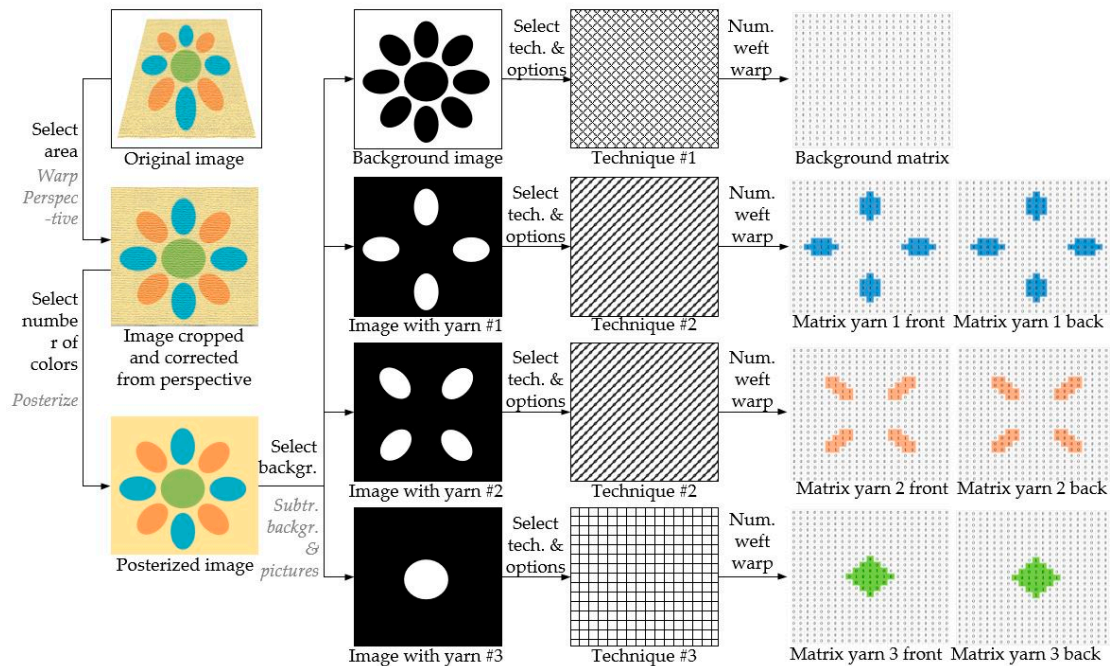 Original image
Select
area
Warp
Perspec
-tive
Image cropped
and corrected
from perspective
Select
numbe
r of
colors
Posterize
Posterized image
Select
backgr.
Subtr.
backgr.
&
pictures
Background image
Select
tech. &
options
Technique #1
Num.
weft
warp
Background matrix
Image with yarn #1
Select
tech. &
options
Technique #2
Num.
weft
warp
Matrix yarn 1 front
Matrix yarn 1 back
Image with yarn #2
Select
tech. &
options
Technique #2
Num.
weft
warp
Matrix yarn 2 front
Matrix yarn 2 back
Image with yarn #3
Select
tech. &
options
Technique #3
Num.
weft
warp
Matrix yarn 3 front
Matrix yarn 3 back